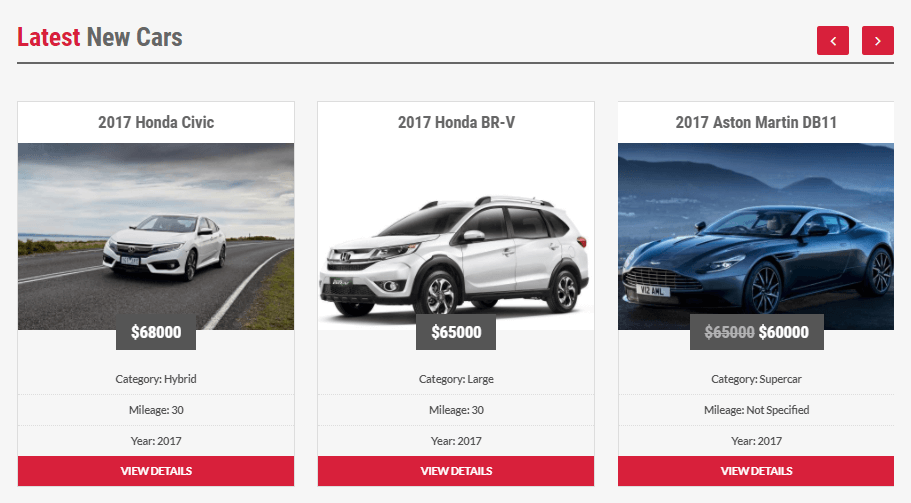 Latest New Cars
2017 Honda Civic
$68000
Category: Hybrid
Mileage: 30
Year: 2017
VIEW DETAILS
2017 Honda BR-V
$65000
Category: Large
Mileage: 30
Year: 2017
VIEW DETAILS
2017 Aston Martin DB11
V12 AML
$65000 $60000
Category: Supercar
Mileage: Not Specified
Year: 2017
VIEW DETAILS